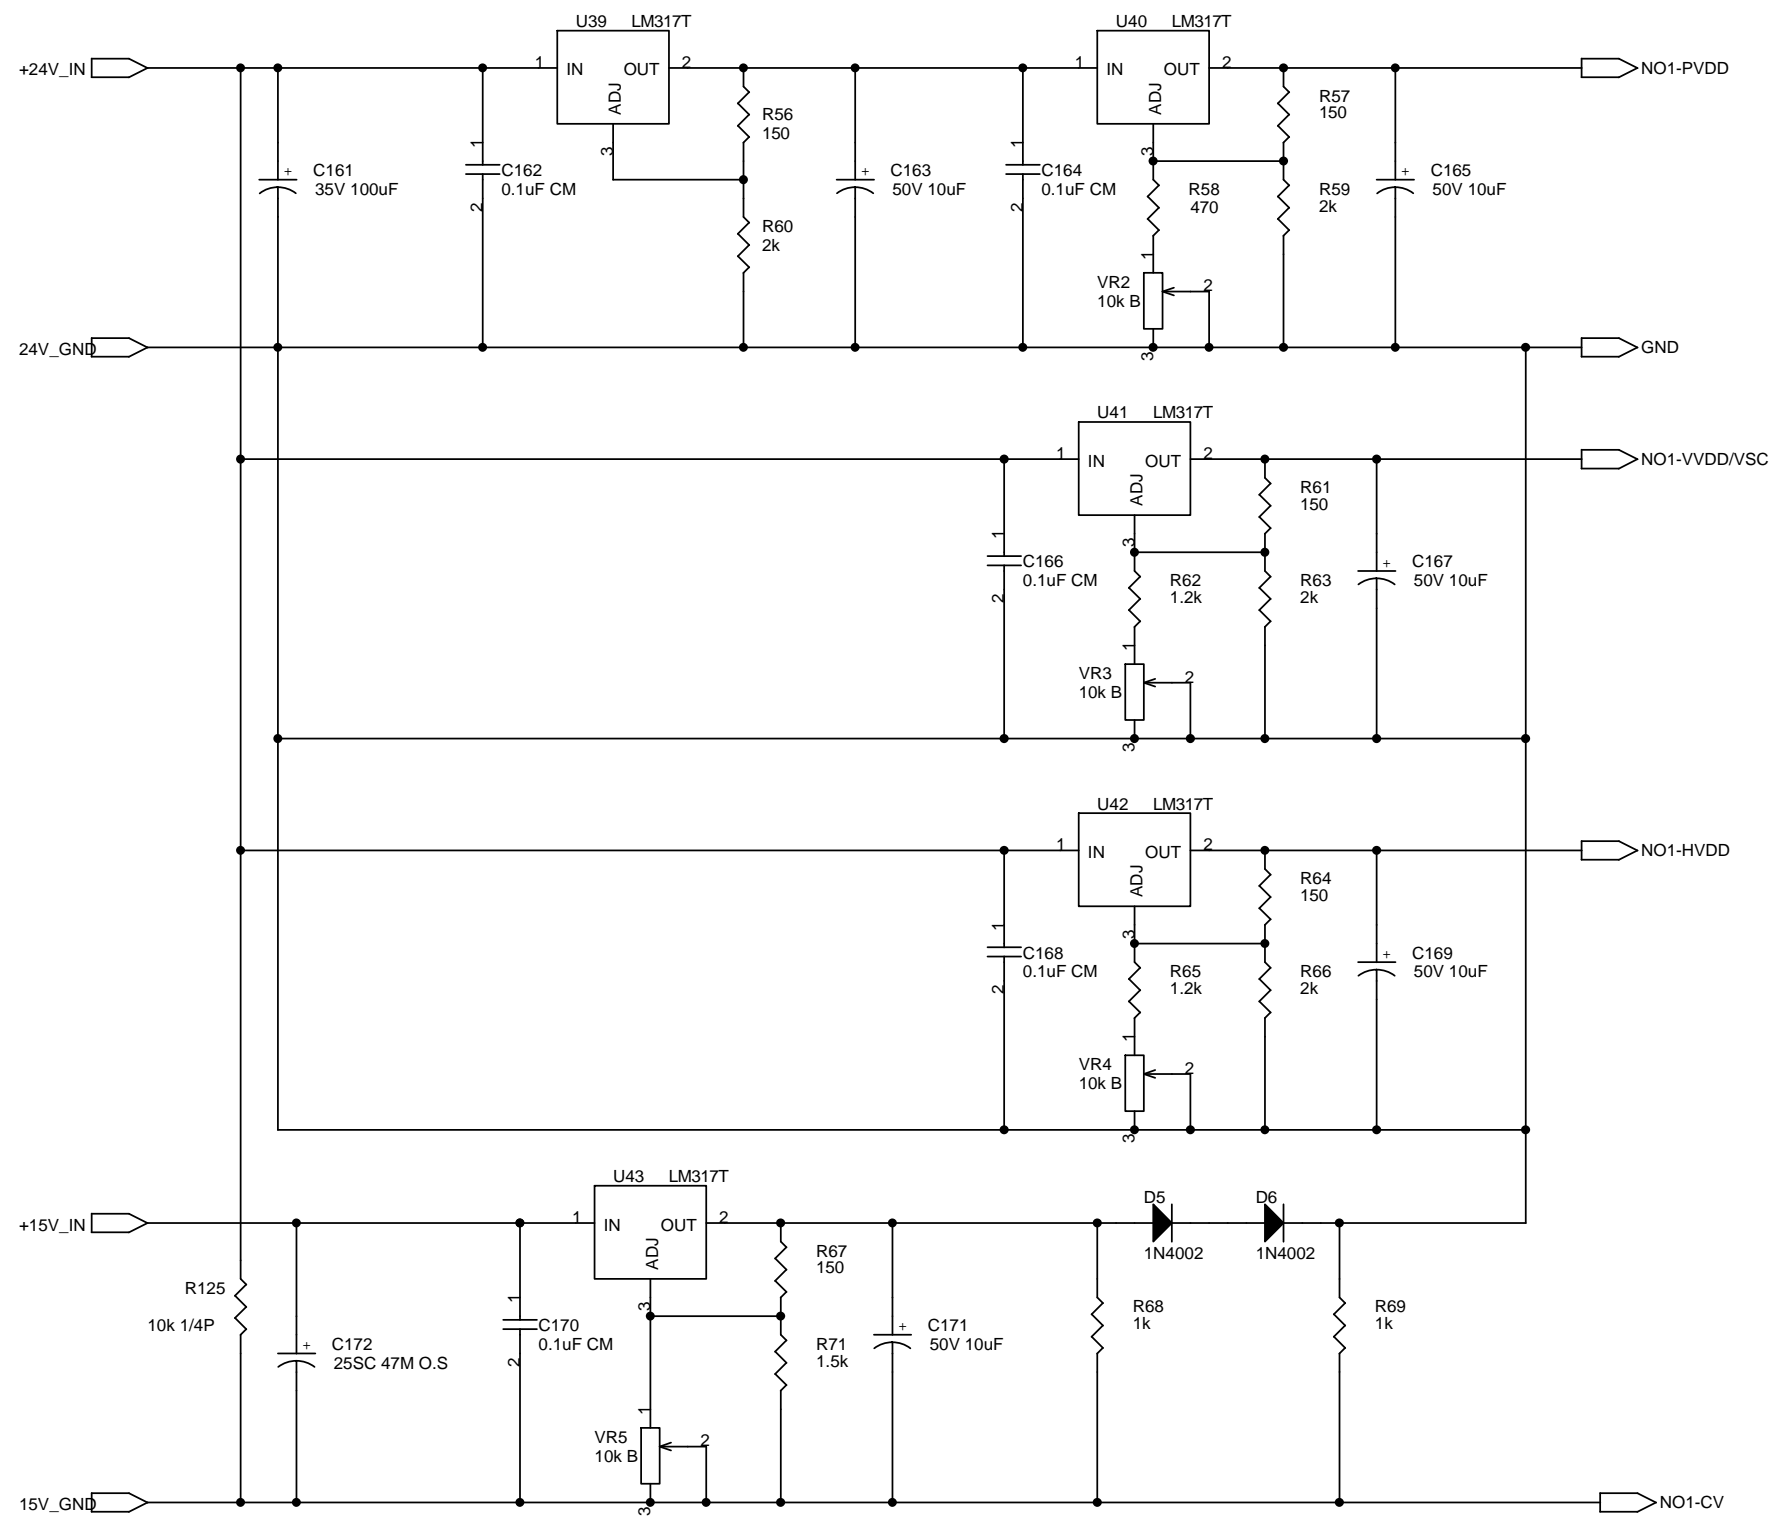 U39 LM317T
U40 LM317T
+24V_IN
1 IN OUT 2
ADJ
3
1 IN OUT 2
ADJ
3
NO1-PVDD
R56
150
R57
150
C161
+
35V 100uF
1
C162
0.1uF CM
2
C163
+
50V 10uF
1
C164
0.1uF CM
2
R58
470
R59
2k
C165
+
50V 10uF
R60
2k
1
VR2
10k B
2
3
24V_GND
GND
U41 LM317T
1 IN OUT 2
ADJ
3
NO1-VVDD/VSC
R61
150
1
C166
0.1uF CM
2
R62
1.2k
R63
2k
C167
+
50V 10uF
1
VR3
10k B
2
3
U42 LM317T
1 IN OUT 2
ADJ
3
NO1-HVDD
R64
150
1
C168
0.1uF CM
2
R65
1.2k
R66
2k
C169
+
50V 10uF
1
VR4
10k B
2
3
U43 LM317T
+15V_IN
1 IN OUT 2
ADJ
3
D5
1N4002
D6
1N4002
R67
150
R125
10k 1/4P
C172
+
25SC 47M O.S
1
C170
0.1uF CM
2
R71
1.5k
C171
+
50V 10uF
R68
1k
R69
1k
1
VR5
10k B
2
3
15V_GND
NO1-CV